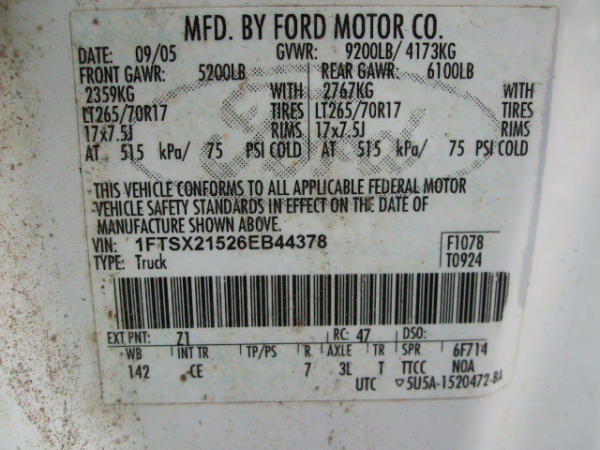 MFD. BY FORD MOTOR CO.
DATE: 09/05 GVWR: 9200LB/ 4173KG
FRONT GAWR: 5200LB REAR GAWR: 6100LB
2359KG WITH 2767KG WITH
LT265/70R17 TIRES LT265/70R17 TIRES
17x7.5J RIMS 17x7.5J RIMS
AT 515 kPa/ 75 PSI COLD AT 515 kPa/ 75 PSI COLD
THIS VEHICLE CONFORMS TO ALL APPLICABLE FEDERAL MOTOR
VEHICLE SAFETY STANDARDS IN EFFECT ON THE DATE OF
MANUFACTURE SHOWN ABOVE.
VIN: 1FTSX21526EB44378 F1078
TYPE: Truck T0924
EXT PNT: Z1 RC: 47 DSO:
WB INT TR TP/PS R AXLE TR SPR 6F714
142 CE 7 3L T TTCC NOA
UTC ▽5U5A-1520472-BA